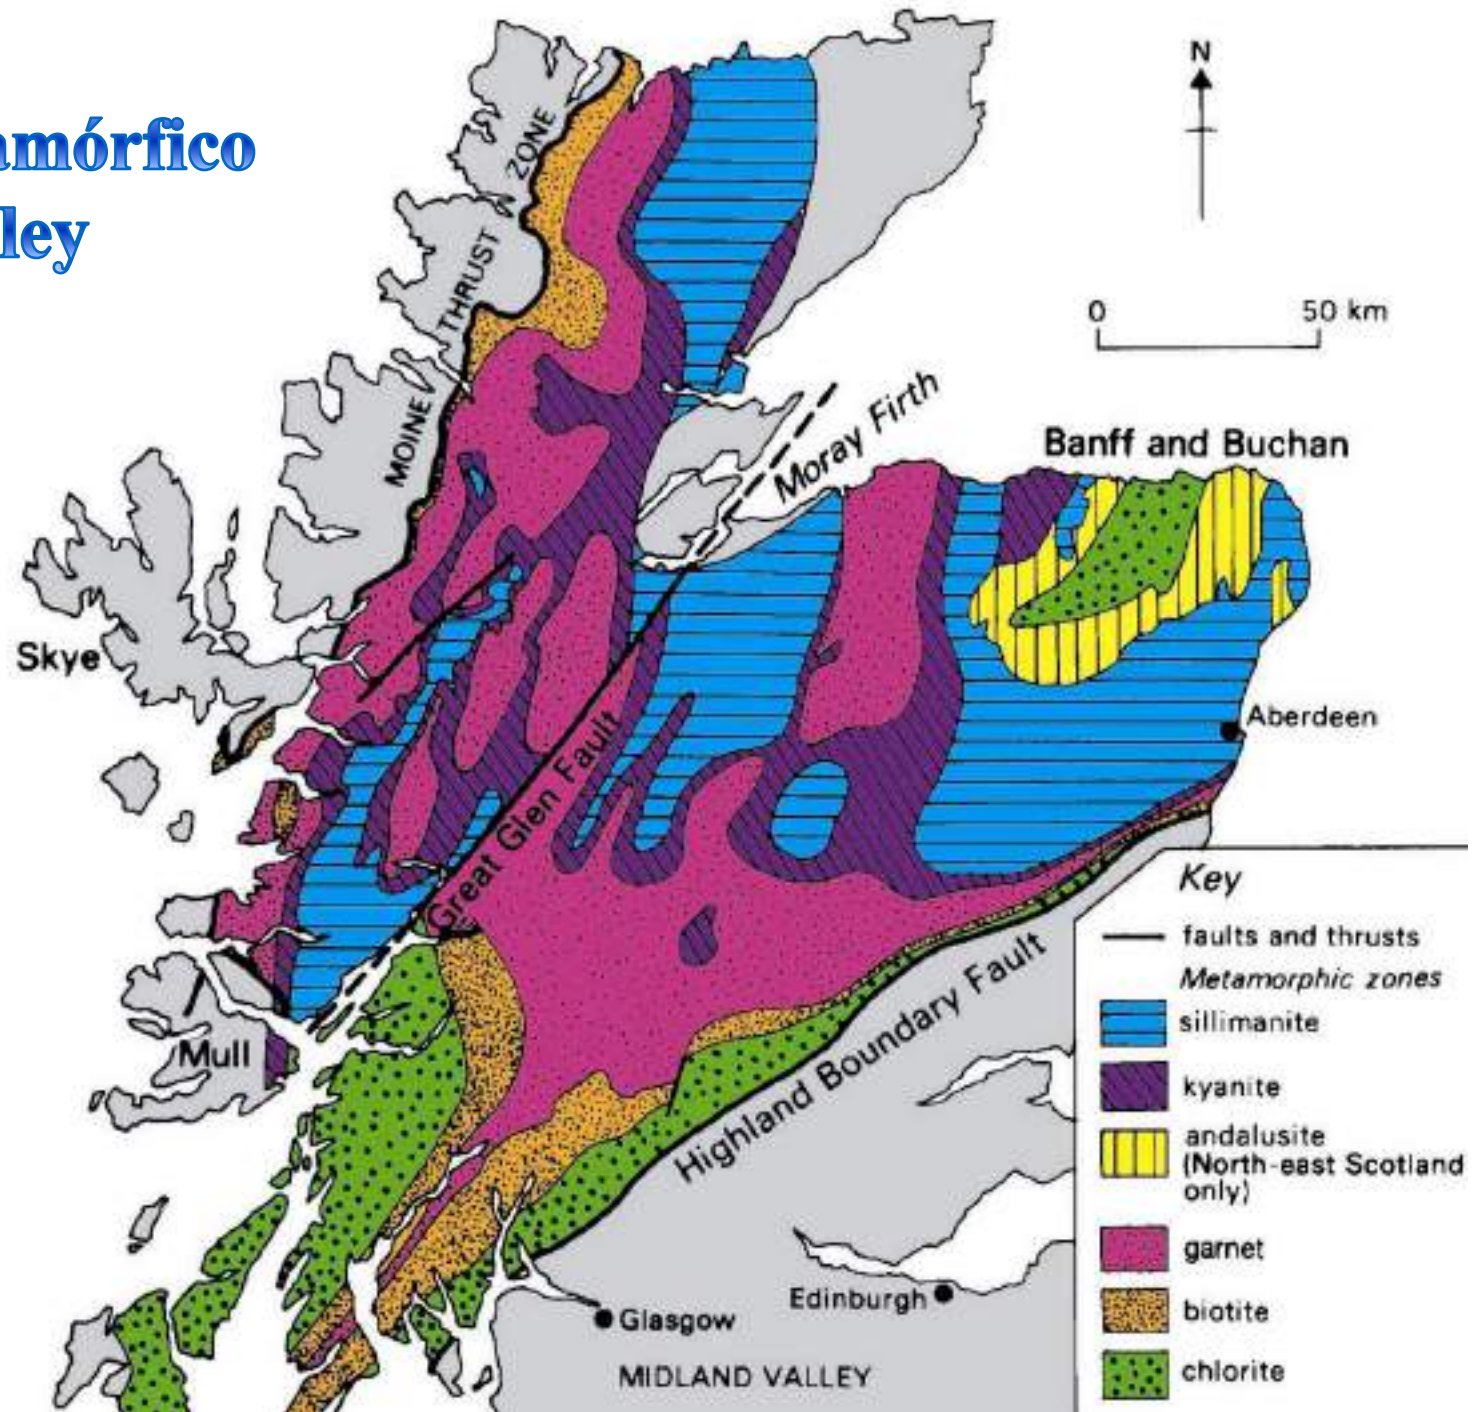 amórfico
ley
N
ZONE
THRUST
MOINE
0 50 km
Moray Firth
Banff and Buchan
Skye
Aberdeen
Great Glen Fault
Mull
Highland Boundary Fault
Edinburgh
Glasgow
MIDLAND VALLEY
Key
faults and thrusts
Metamorphic zones
sillimanite
kyanite
andalusite
(North-east Scotland
only)
garnet
biotite
chlorite